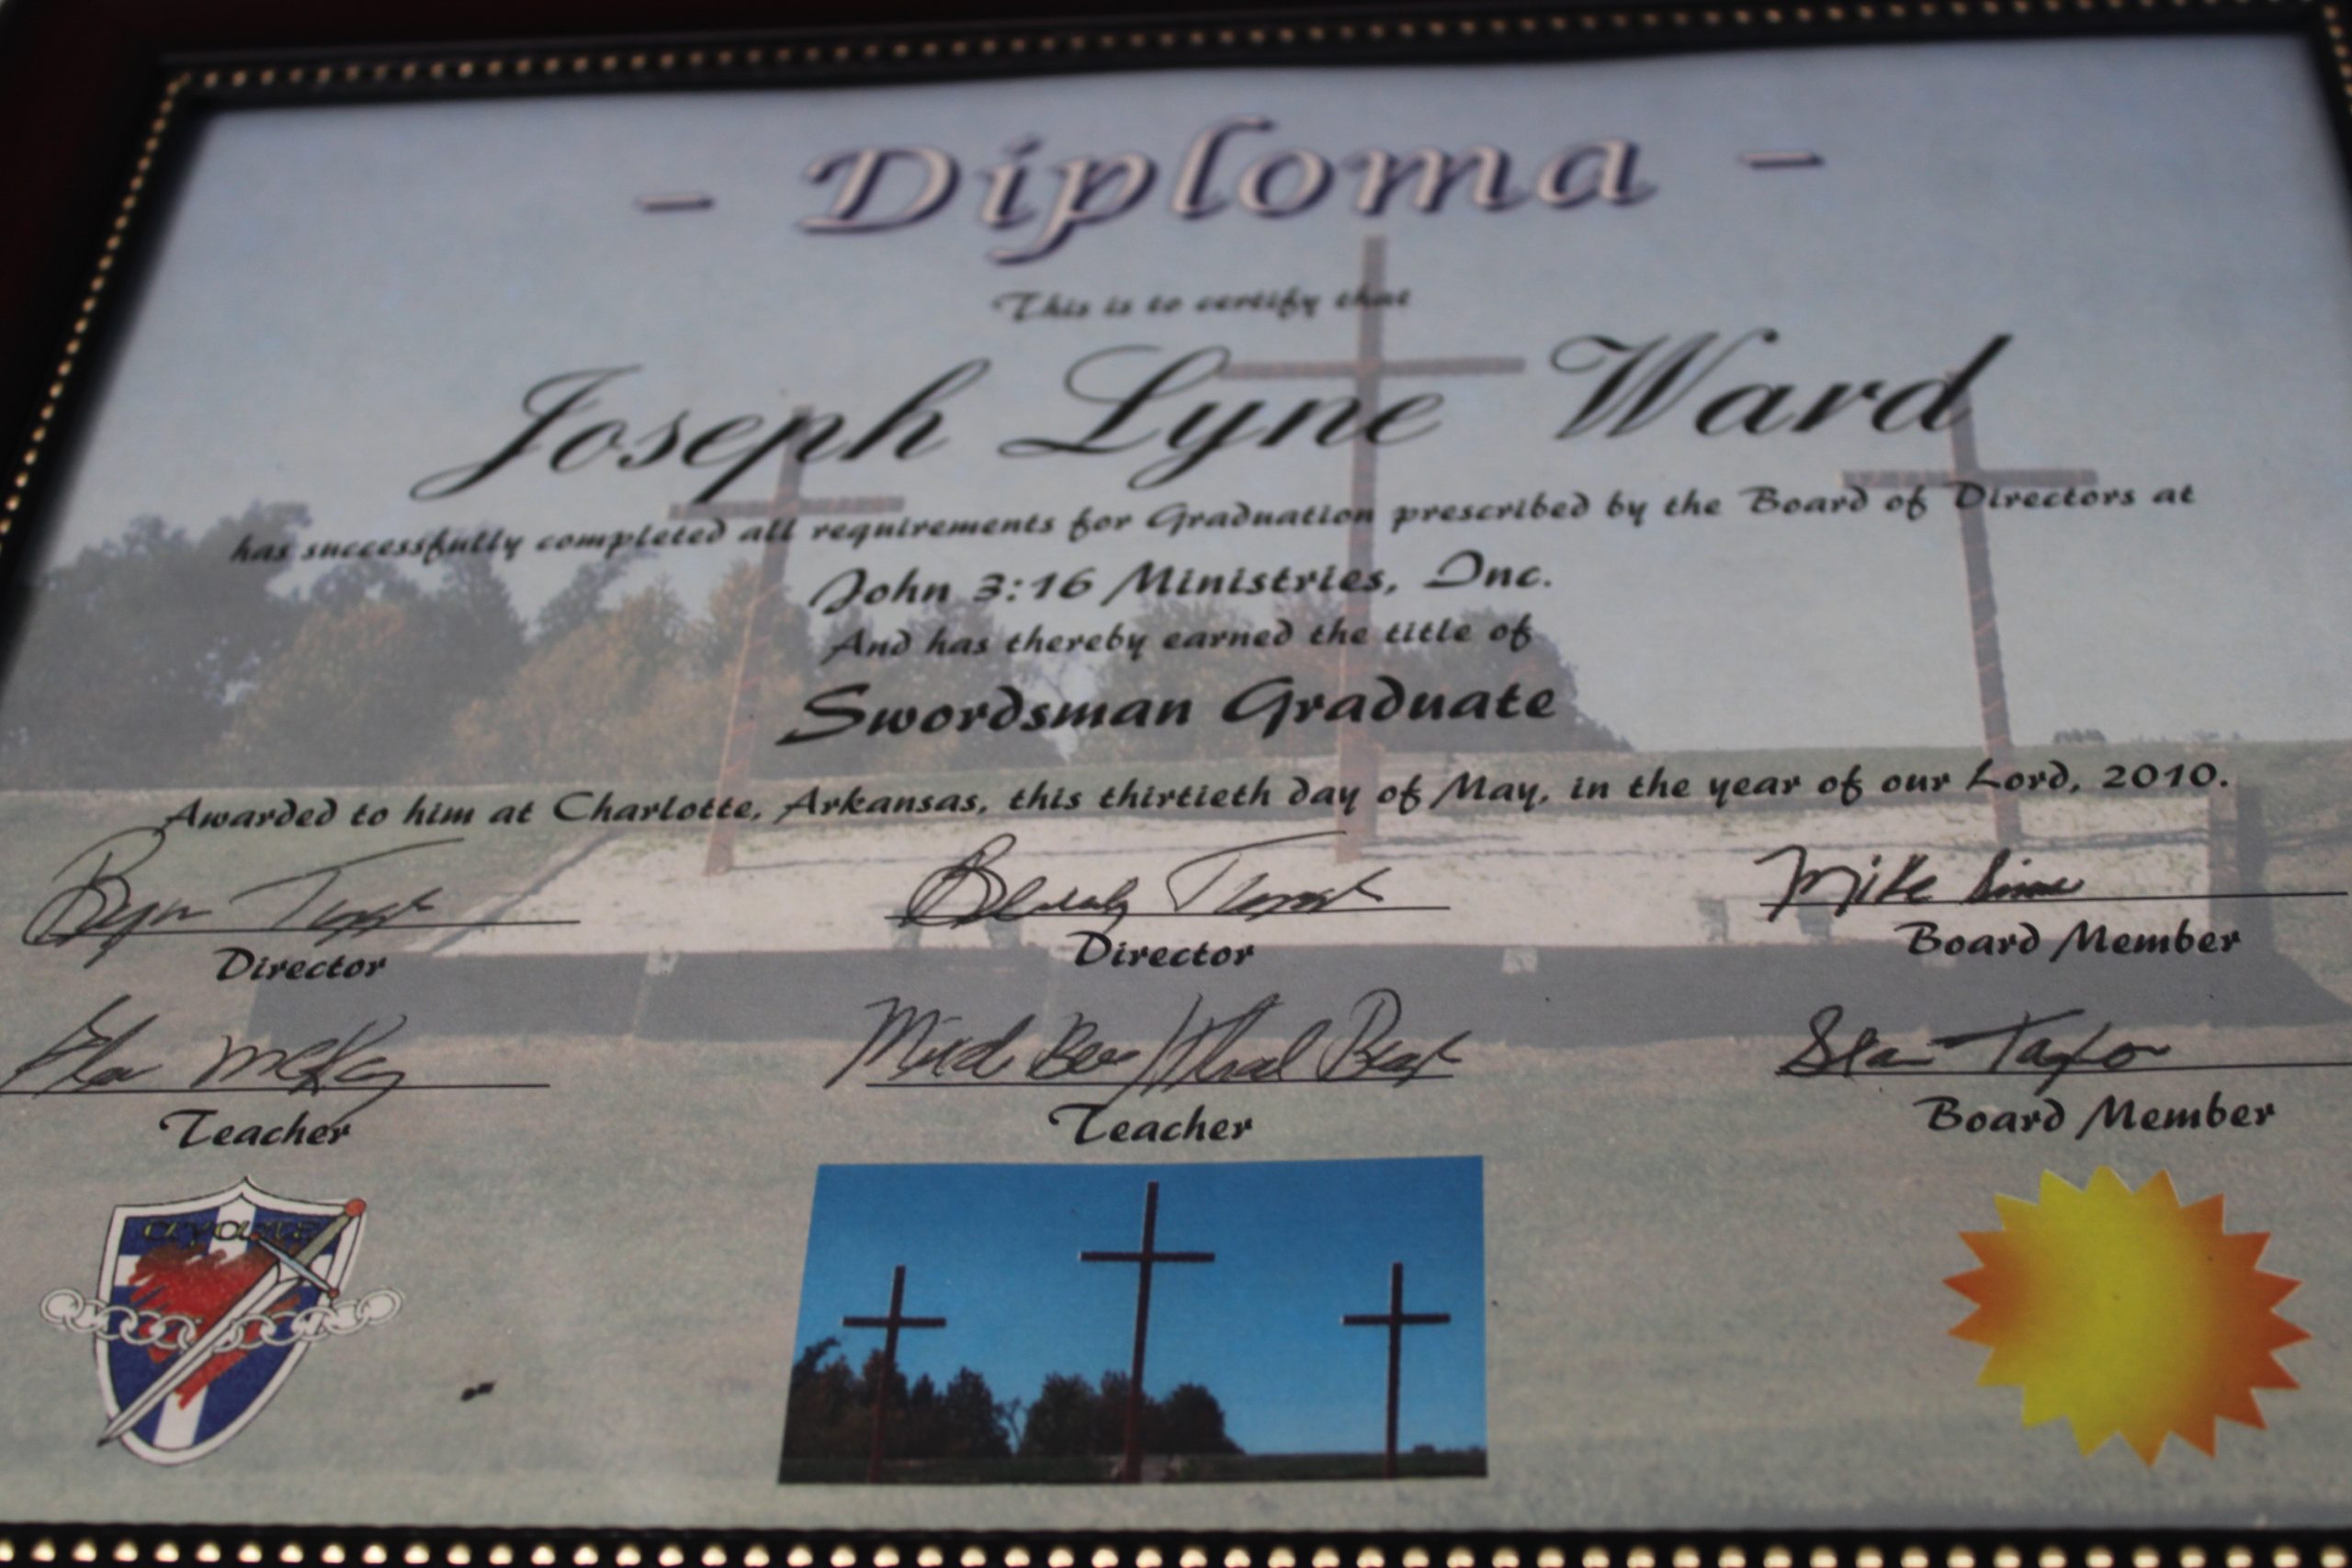 - Diploma -
This is to certify that
Joseph Lyne Ward
has successfully completed all requirements for Graduation prescribed by the Board of Directors at
John 3:16 Ministries, Inc.
And has thereby earned the title of
Swordsman Graduate
Awarded to him at Charlotte, Arkansas, this thirtieth day of May, in the year of our Lord, 2010.
Mike
Director Director Board Member
Stan Taylor
Teacher Teacher Board Member